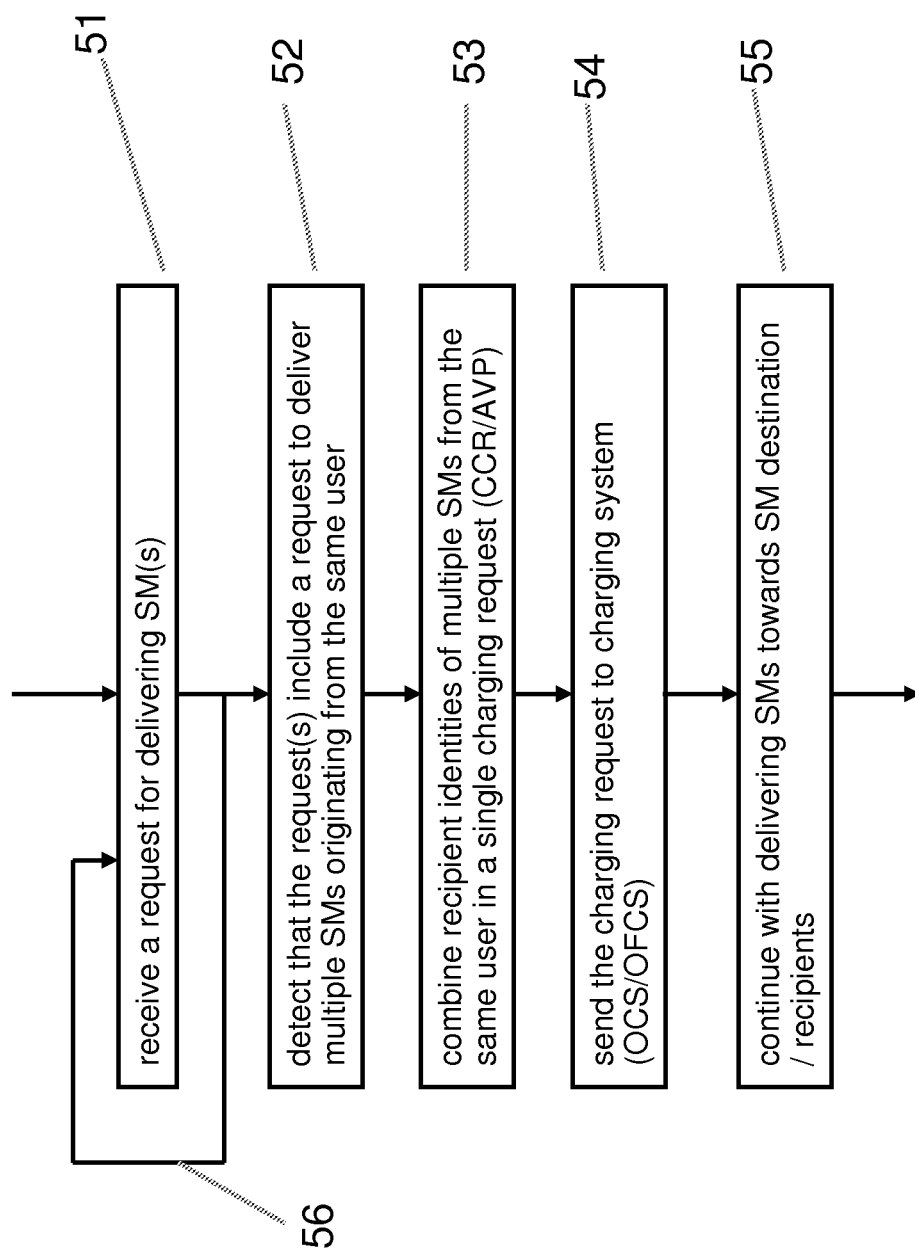 51
receive a request for delivering SM(s)
52
detect that the request(s) include a request to deliver
multiple SMs originating from the same user
53
combine recipient identities of multiple SMs from the
same user in a single charging request (CCR/AVP)
54
send the charging request to charging system
(OCS/OFCS)
55
continue with delivering SMs towards SM destination
/ recipients
56